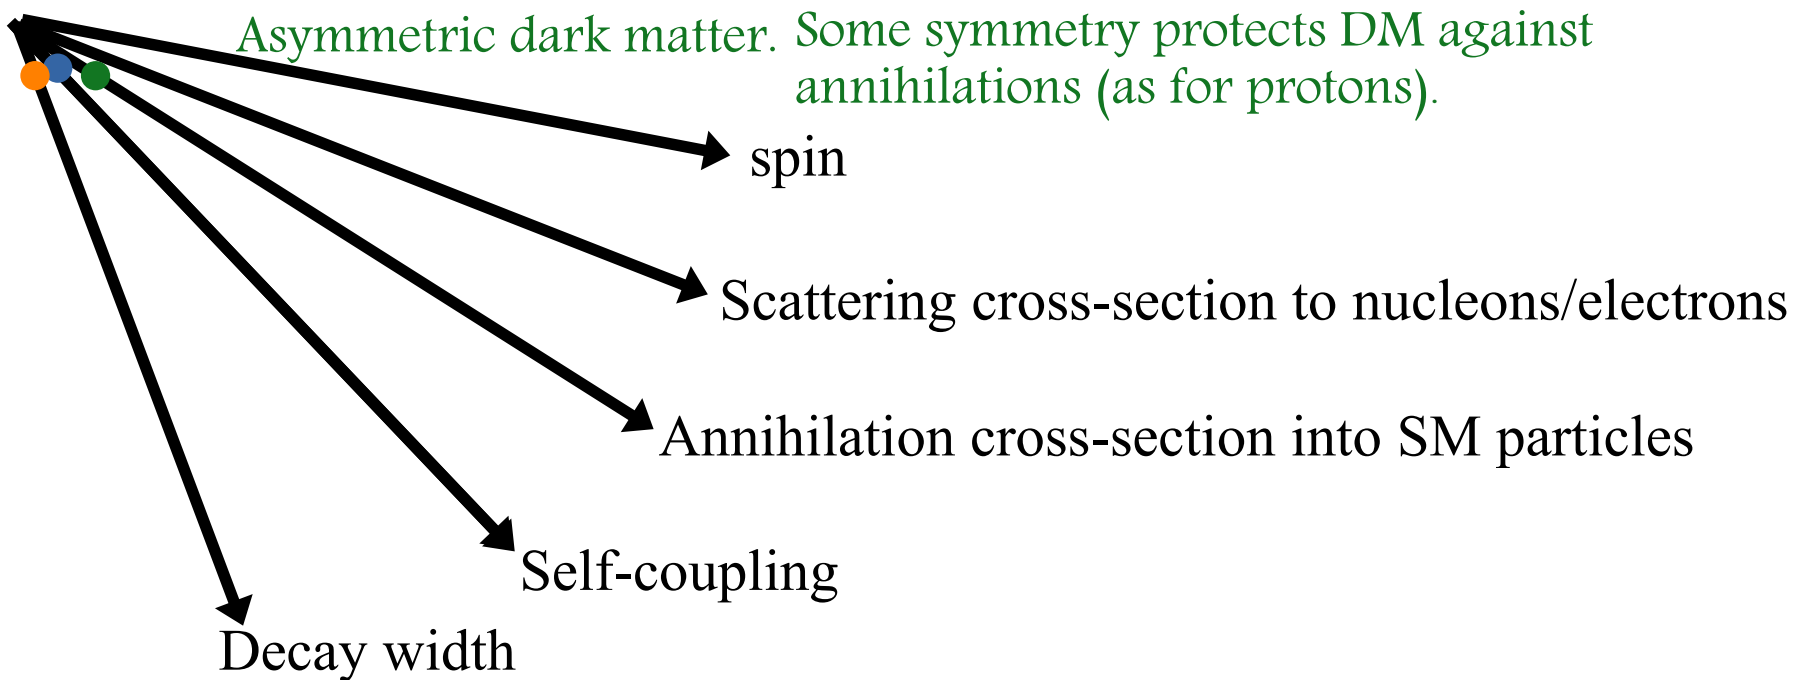 Asymmetric dark matter. Some symmetry protects DM against
annihilations (as for protons).
spin
Scattering cross-section to nucleons/electrons
Annihilation cross-section into SM particles
Self-coupling
Decay width